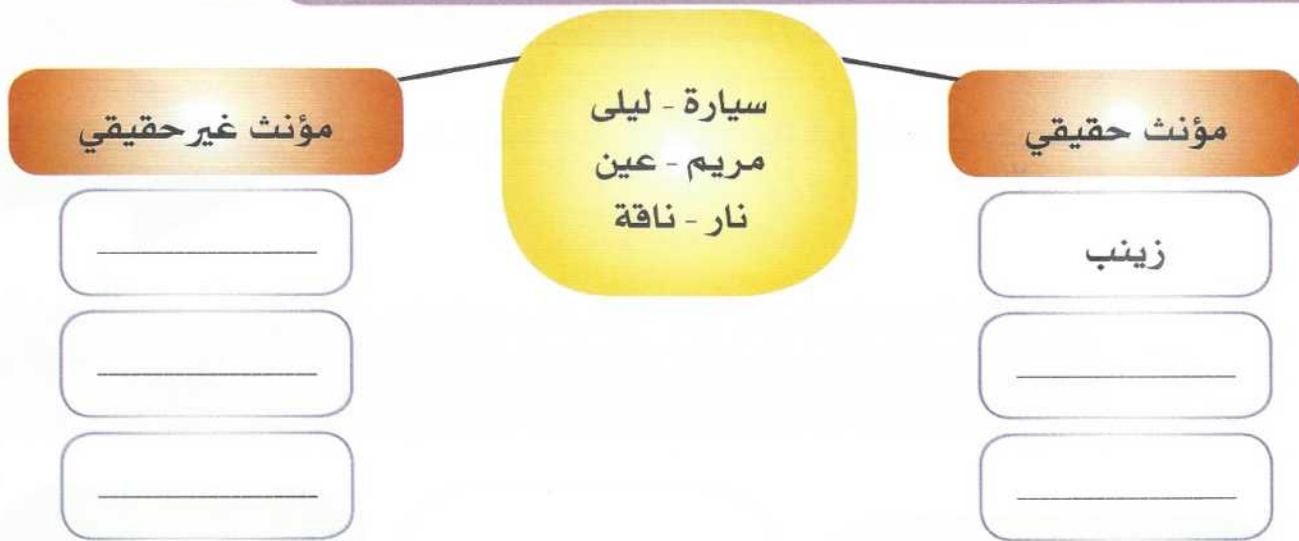 مؤنث حقيقي
زينب
سيارة - ليلى
مريم - عين
نار - ناقة
مؤنث غير حقيقي